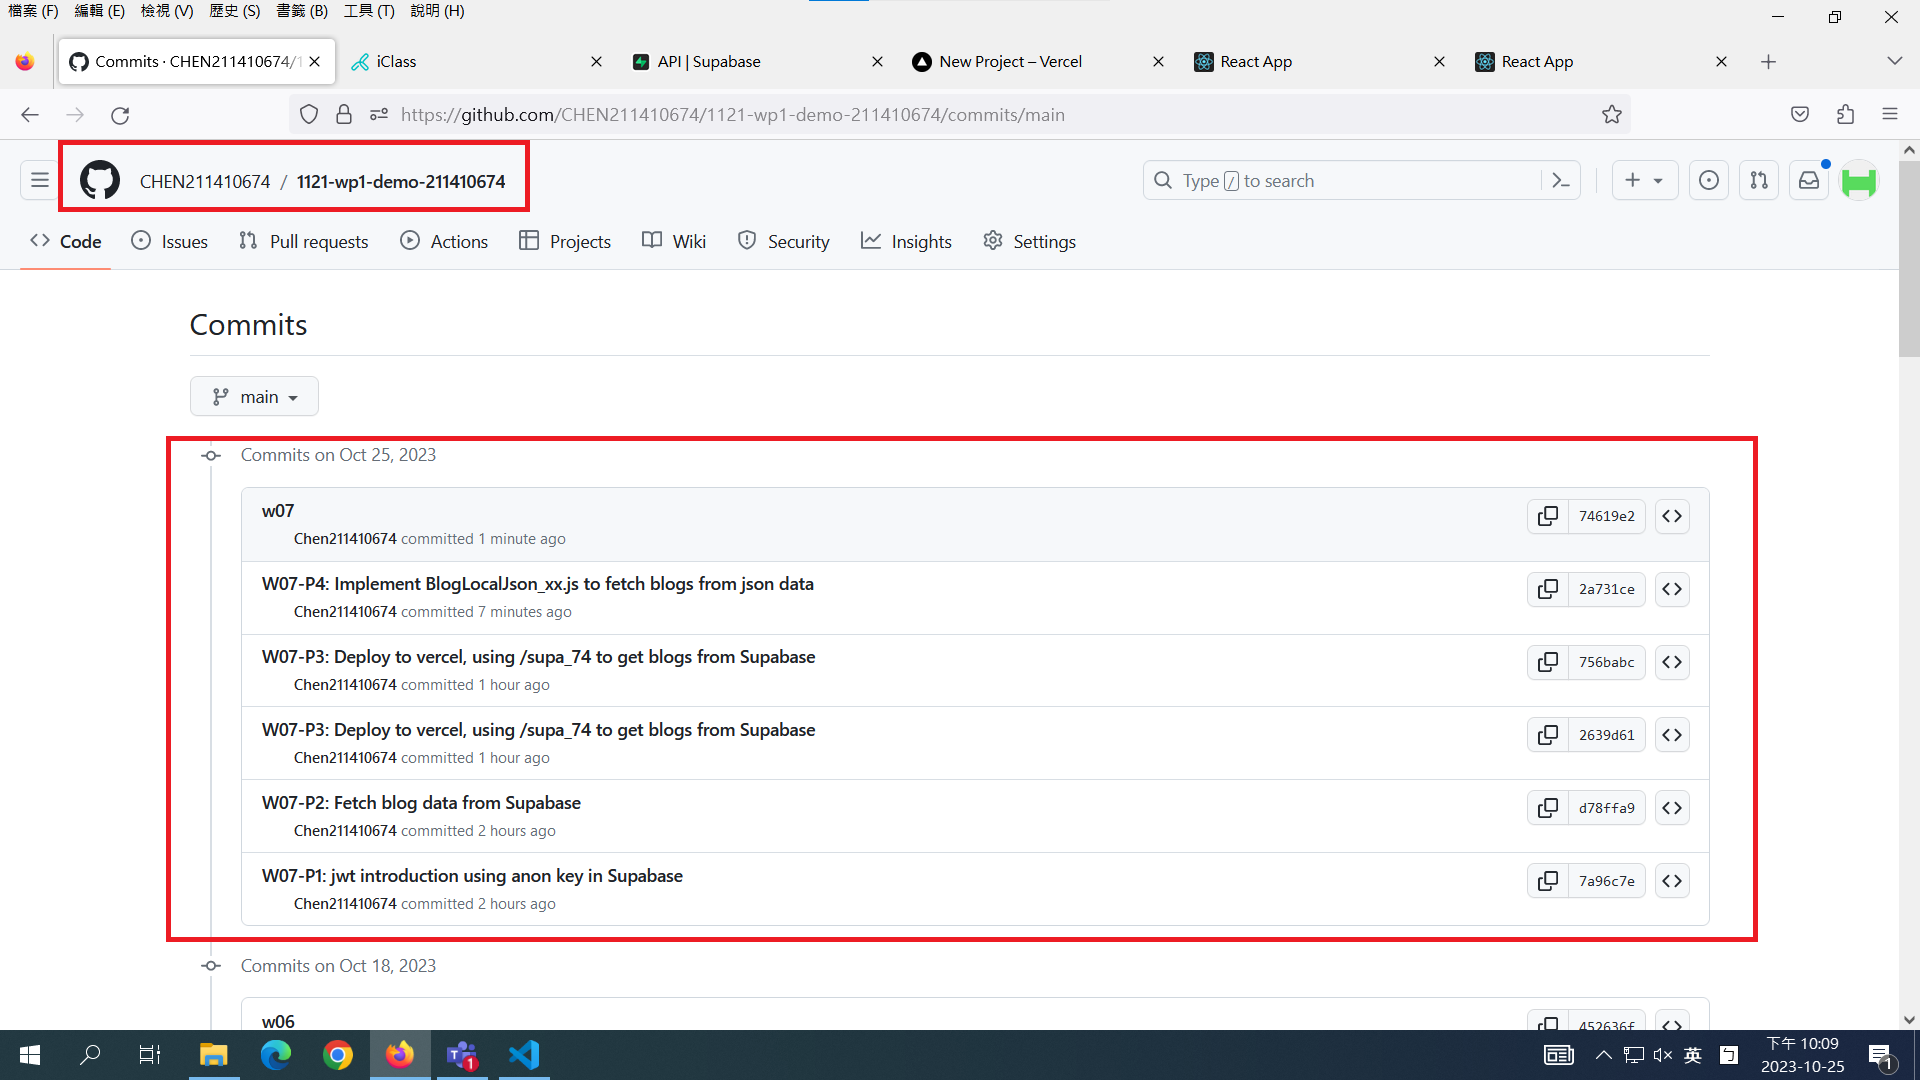 檔案 (F) 編輯 (E) 檢視 (V) 歷史 (S) 書籤 (B) 工具 (T) 說明 (H)
Commits · CHEN211410674/1 iClass API | Supabase New Project – Vercel React App React App
https://github.com/CHEN211410674/1121-wp1-demo-211410674/commits/main
CHEN211410674 / 1121-wp1-demo-211410674
Type / to search
Code Issues Pull requests Actions Projects Wiki Security Insights Settings
Commits
main
Commits on Oct 25, 2023
w07
74619e2
Chen211410674 committed 1 minute ago
W07-P4: Implement BlogLocalJson_xx.js to fetch blogs from json data
2a731ce
Chen211410674 committed 7 minutes ago
W07-P3: Deploy to vercel, using /supa_74 to get blogs from Supabase
756babc
Chen211410674 committed 1 hour ago
W07-P3: Deploy to vercel, using /supa_74 to get blogs from Supabase
2639d61
Chen211410674 committed 1 hour ago
W07-P2: Fetch blog data from Supabase
d78ffa9
Chen211410674 committed 2 hours ago
W07-P1: jwt introduction using anon key in Supabase
7a96c7e
Chen211410674 committed 2 hours ago
Commits on Oct 18, 2023
w06
452636f
1
英
ㄅ
下午 10:09
2023-10-25
1